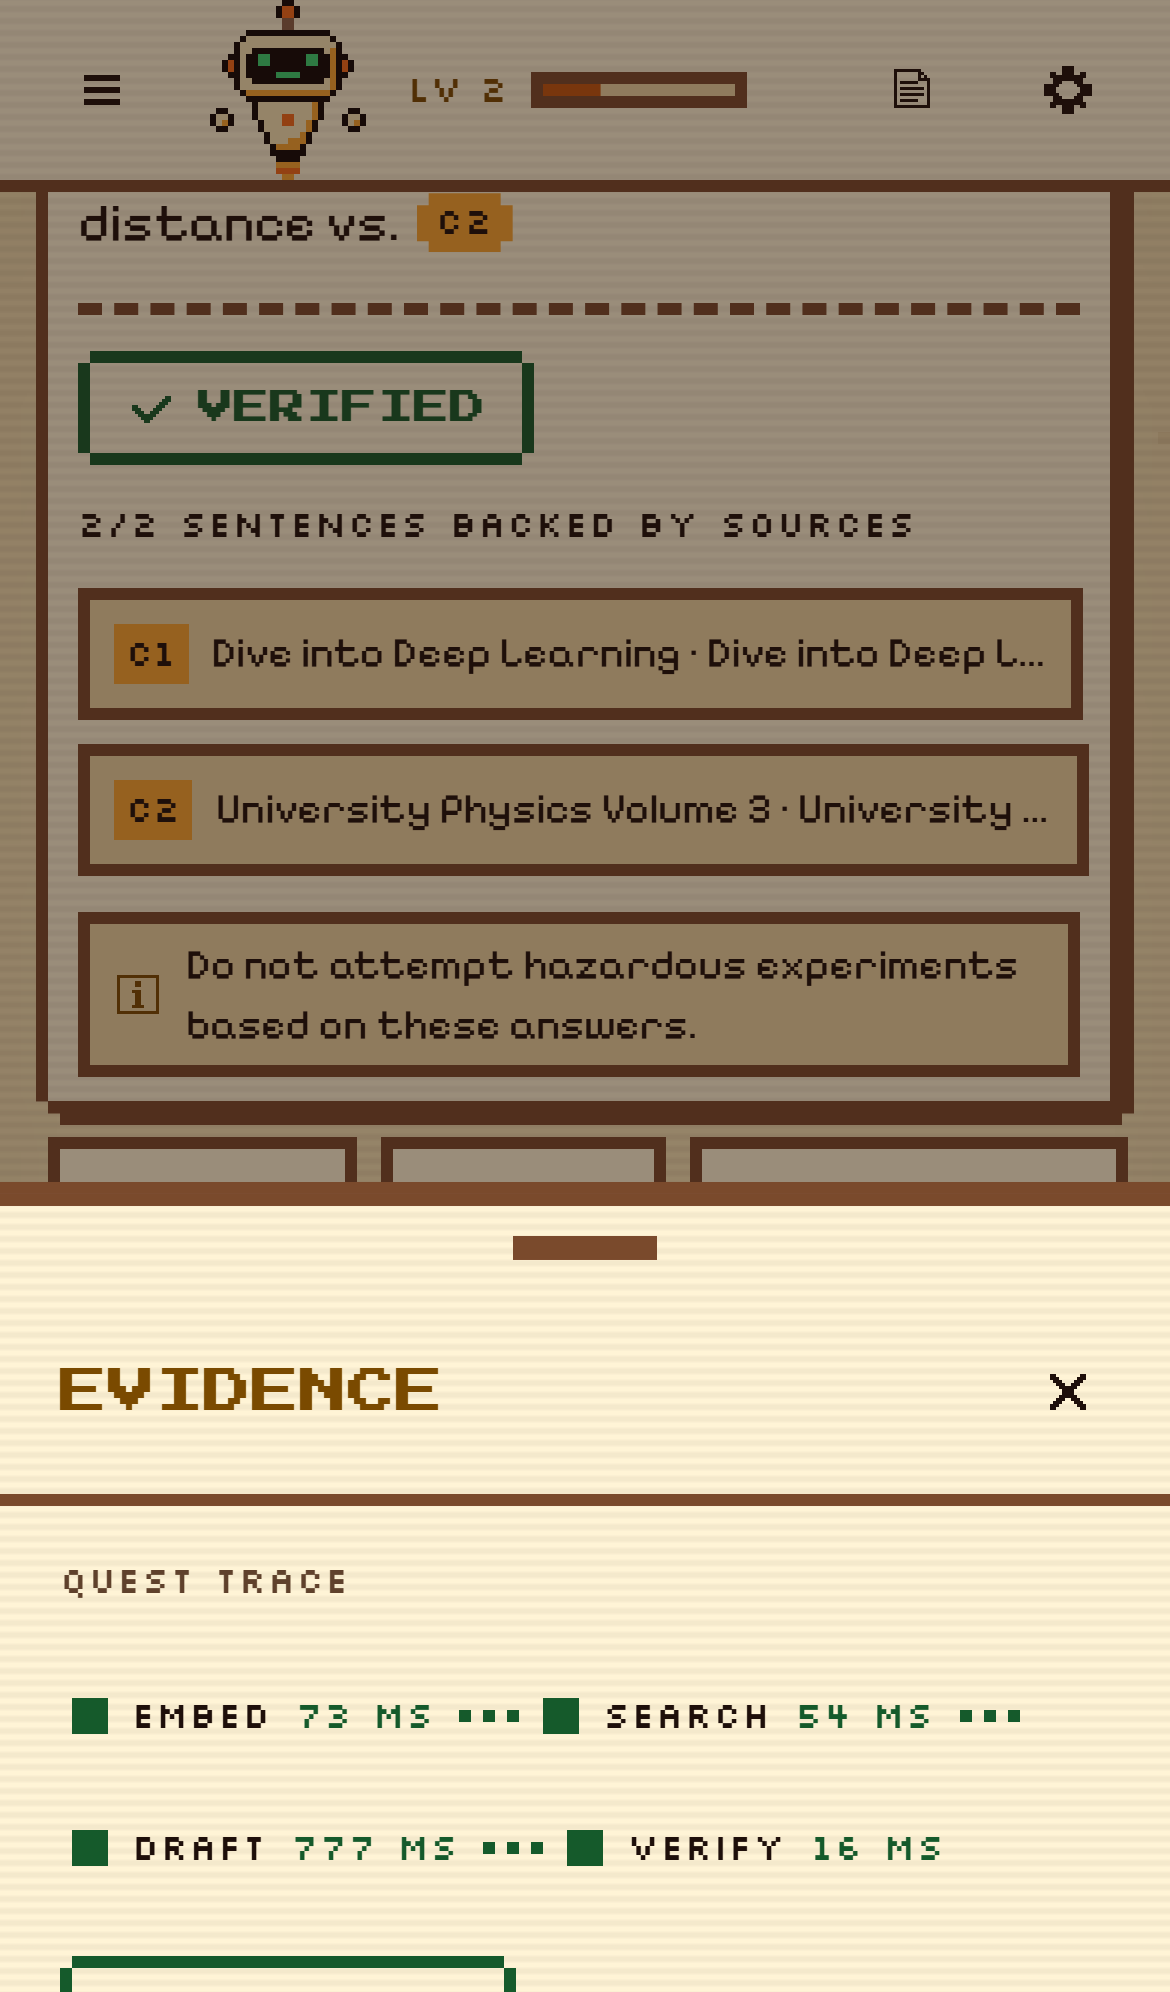 LV 2
distance vs. C2
VERIFIED
2/2 SENTENCES BACKED BY SOURCES
C1 Dive into Deep Learning · Dive into Deep L...
C2 University Physics Volume 3 · University ...
Do not attempt hazardous experiments
based on these answers.
EVIDENCE
QUEST TRACE
EMBED 73 MS SEARCH 54 MS
DRAFT 777 MS VERIFY 16 MS